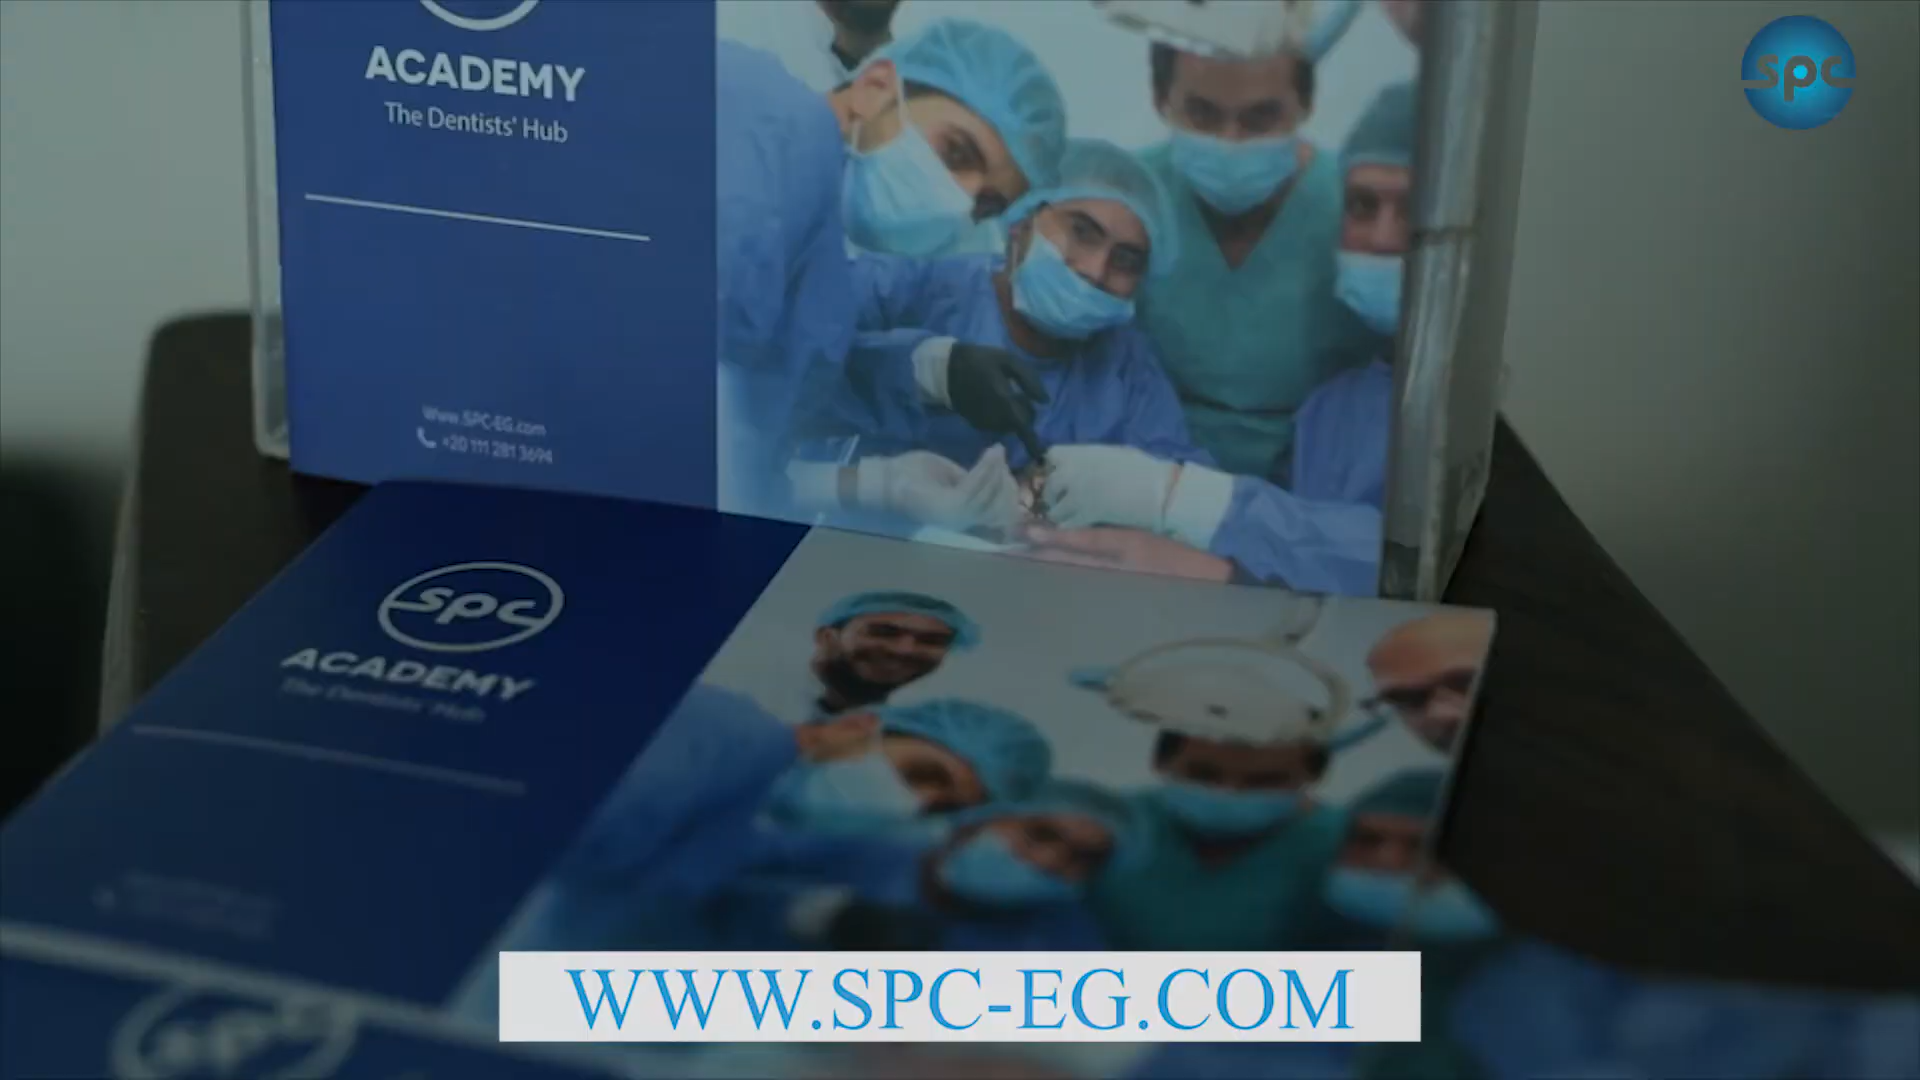 spc
ACADEMY
The Dentists' Hub
Www.SPC-EG.com
+20 111 281 3694
spc
ACADEMY
The Dentists' Hub
spc
WWW.SPC-EG.COM